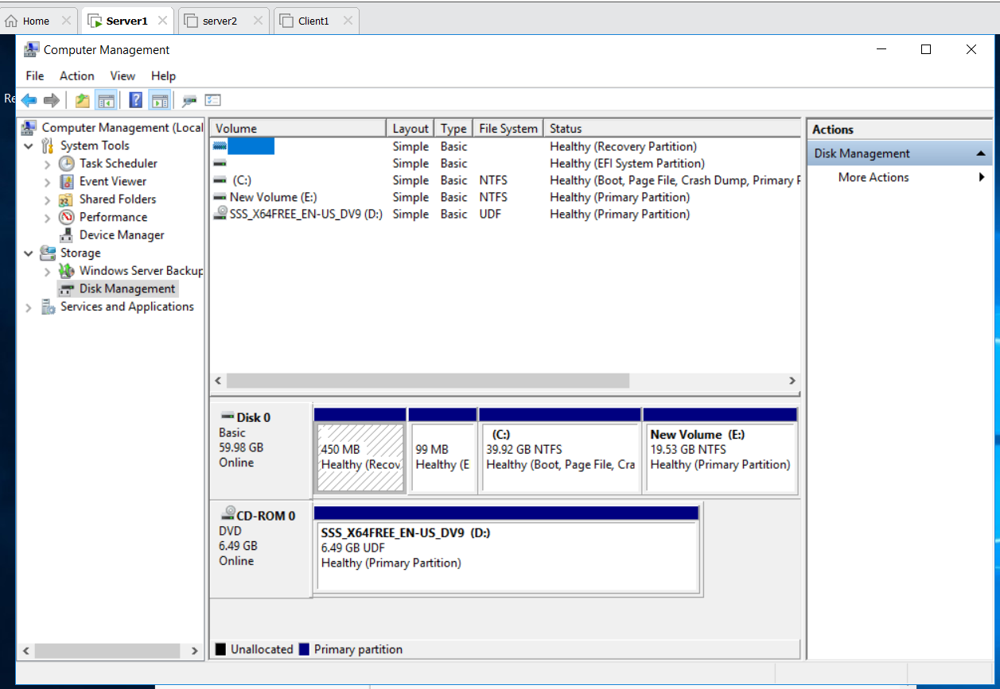 Home Server1 server2 Client1
Computer Management
File Action View Help
Re
Computer Management (Local
System Tools
Task Scheduler
Event Viewer
Shared Folders
Performance
Device Manager
Storage
Windows Server Backup
Disk Management
Services and Applications
Volume Layout Type File System Status
Simple Basic Healthy (Recovery Partition)
Simple Basic Healthy (EFI System Partition)
(C:) Simple Basic NTFS Healthy (Boot, Page File, Crash Dump, Primary P
New Volume (E:) Simple Basic NTFS Healthy (Primary Partition)
SSS_X64FREE_EN-US_DV9 (D:) Simple Basic UDF Healthy (Primary Partition)
Disk 0
Basic
59.98 GB
Online
450 MB
Healthy (Recov
99 MB
Healthy (E
(C:)
39.92 GB NTFS
Healthy (Boot, Page File, Cra
New Volume (E:)
19.53 GB NTFS
Healthy (Primary Partition)
CD-ROM 0
DVD
6.49 GB
Online
SSS_X64FREE_EN-US_DV9 (D:)
6.49 GB UDF
Healthy (Primary Partition)
Unallocated Primary partition
Actions
Disk Management
More Actions